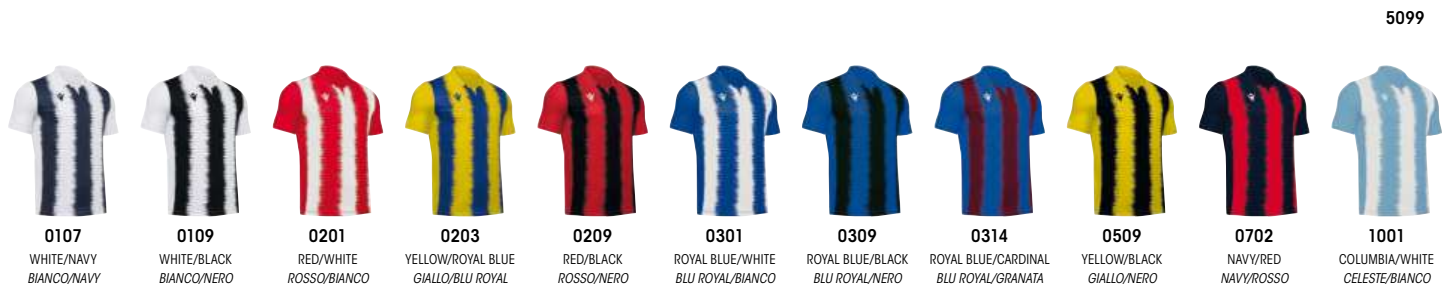 5099
0107 0109 0201 0203 0209 0301 0309 0314 0509 0702 1001
WHITE/NAVY WHITE/BLACK RED/WHITE YELLOW/ROYAL BLUE RED/BLACK ROYAL BLUE/WHITE ROYAL BLUE/BLACK ROYAL BLUE/CARDINAL YELLOW/BLACK NAVY/RED COLUMBIA/WHITE
BIANCO/NAVY BIANCO/NERO ROSSO/BIANCO GIALLO/BLU ROYAL ROSSO/NERO BLU ROYAL/BIANCO BLU ROYAL/NERO BLU ROYAL/GRANATA GIALLO/NERO NAVY/ROSSO CELESTE/BIANCO